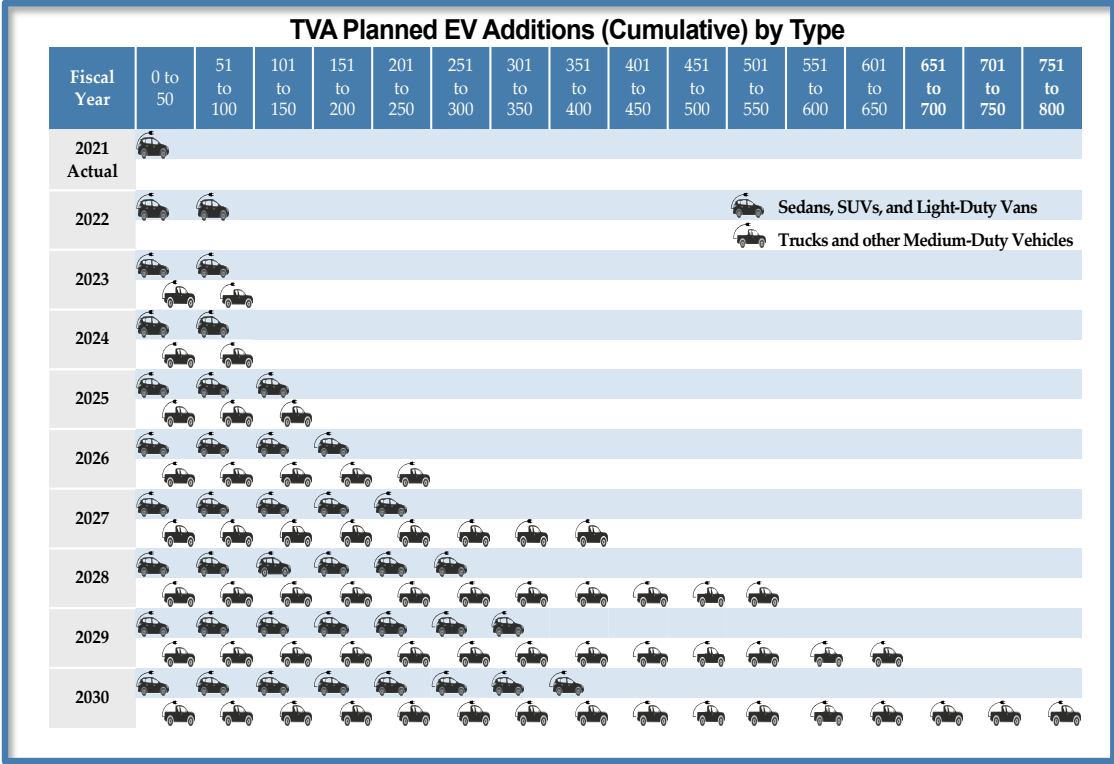 TVA Planned EV Additions (Cumulative) by Type
Fiscal Year
0 to 50
51 to 100
101 to 150
151 to 200
201 to 250
251 to 300
301 to 350
351 to 400
401 to 450
451 to 500
501 to 550
551 to 600
601 to 650
651 to 700
701 to 750
751 to 800
2021 Actual
2022
Sedans, SUVs, and Light-Duty Vans
Trucks and other Medium-Duty Vehicles
2023
2024
2025
2026
2027
2028
2029
2030